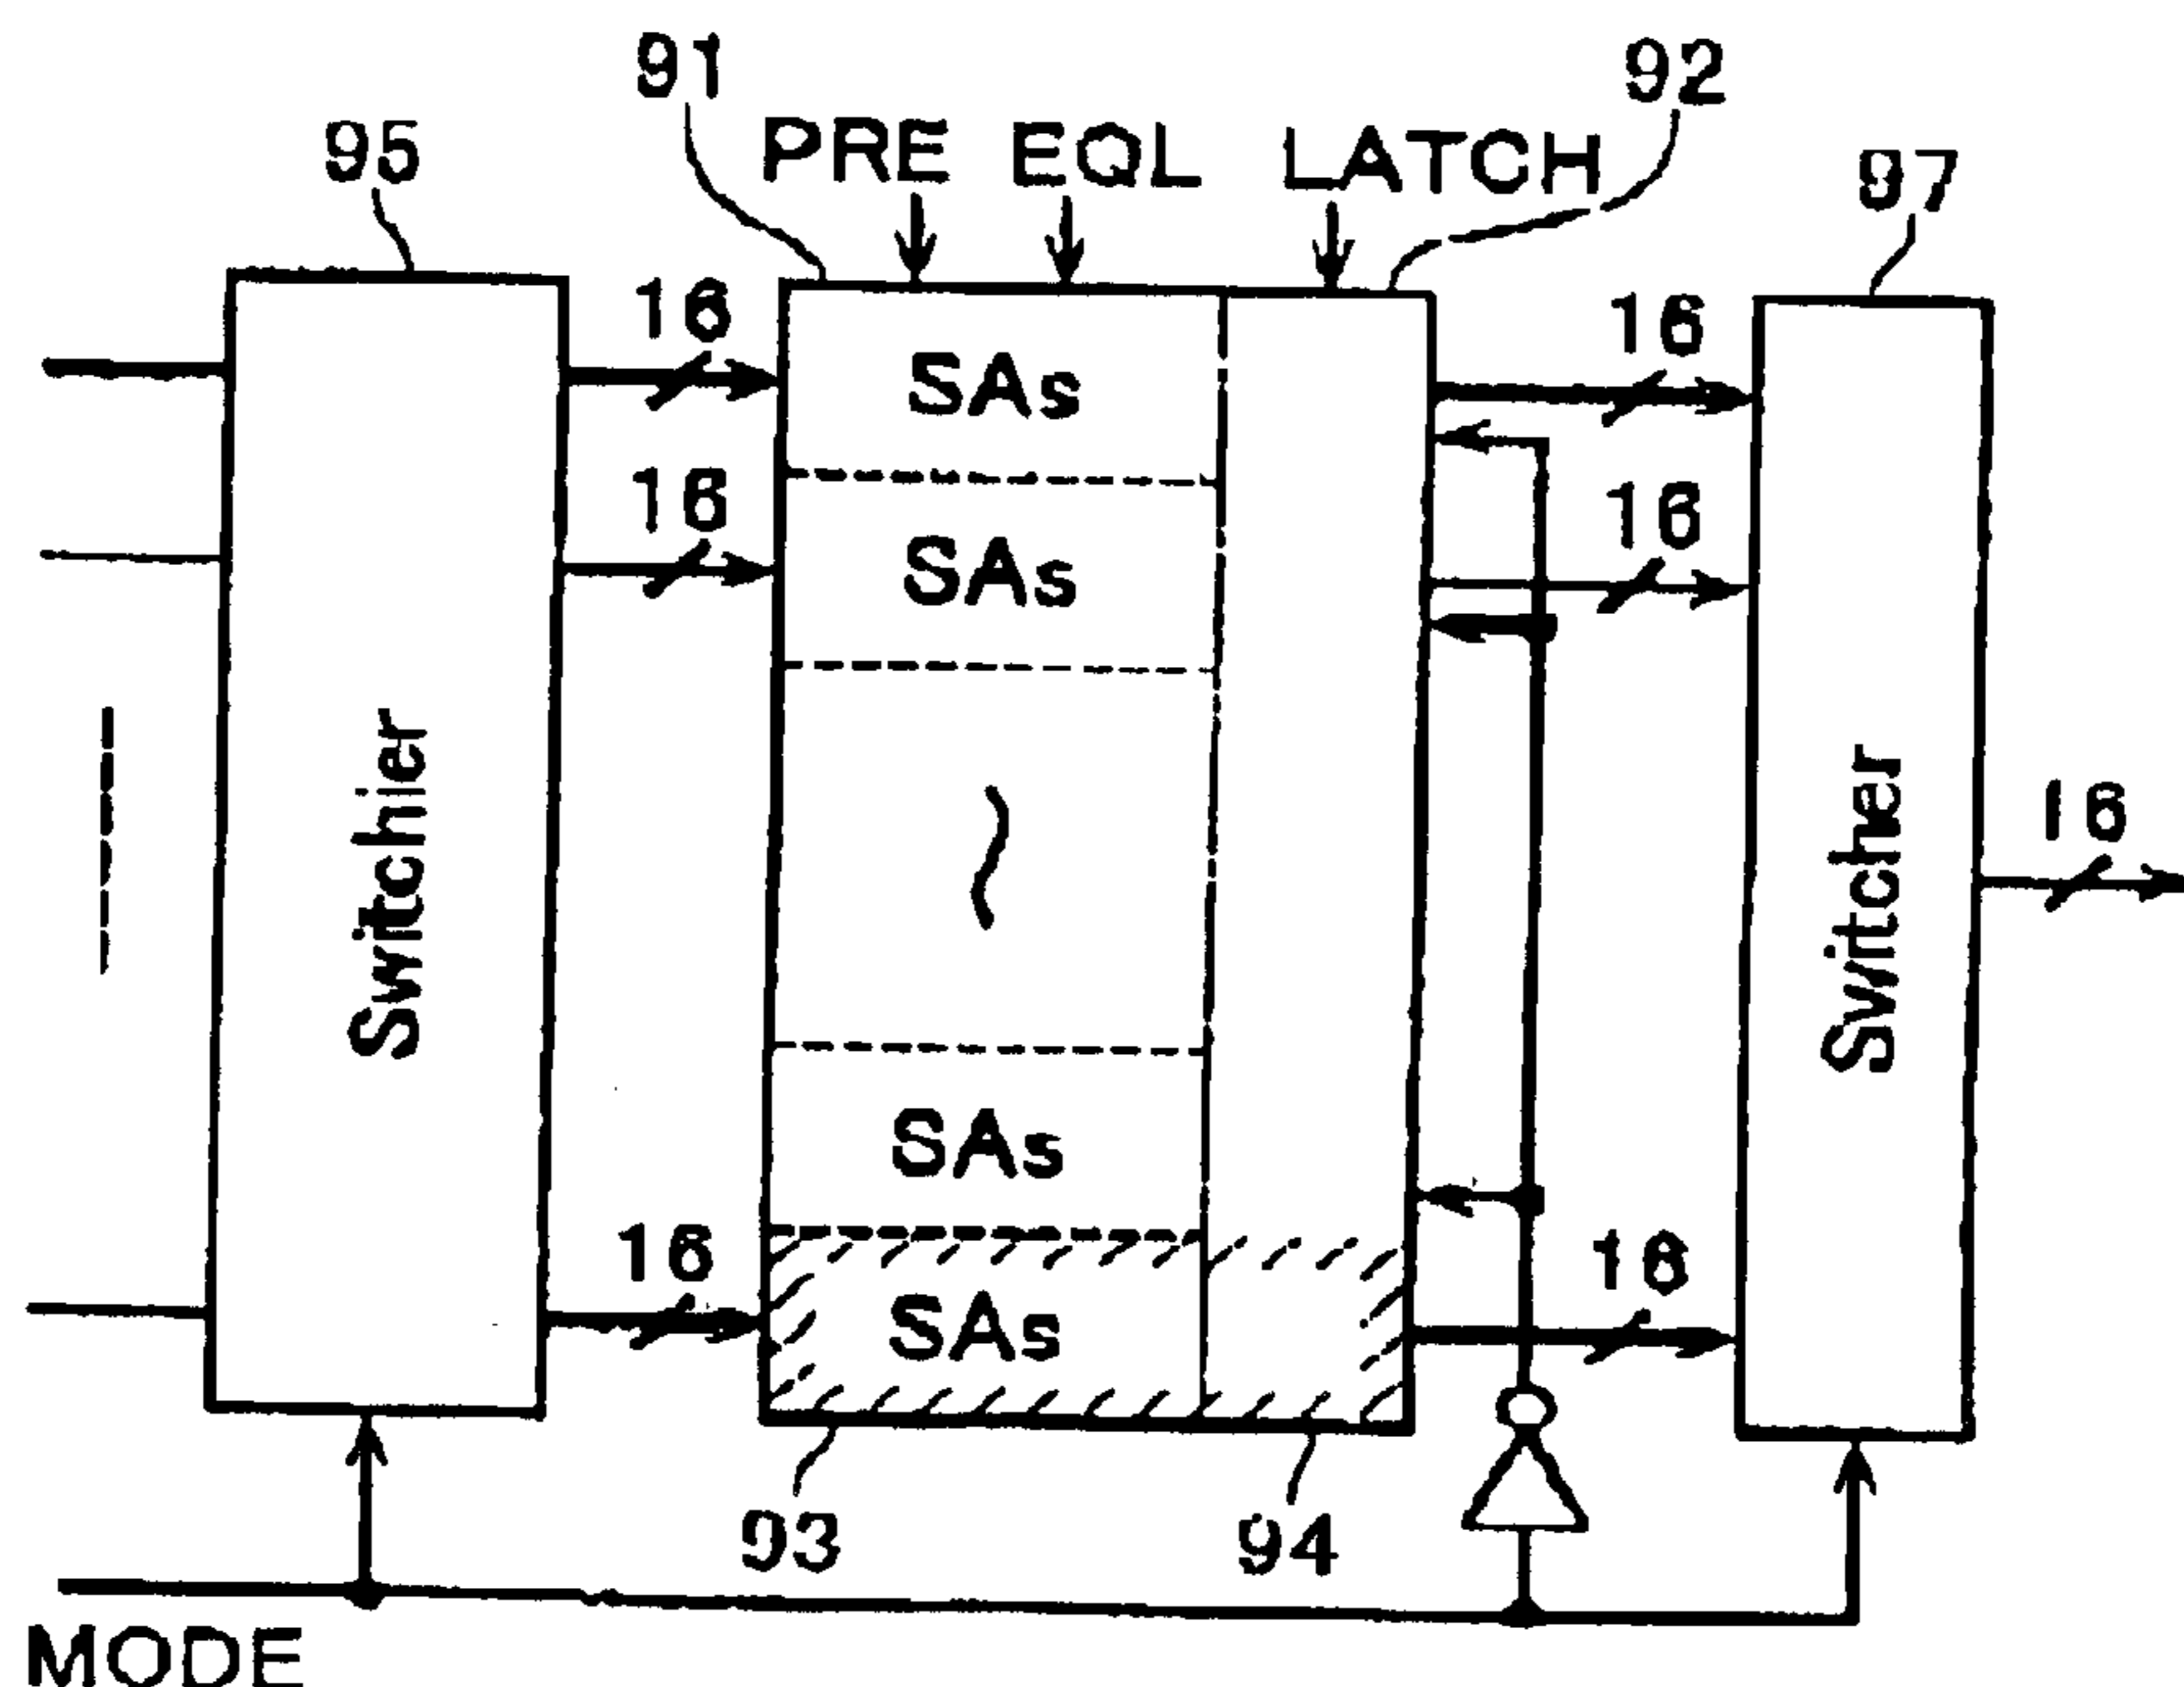 91
92
95
PRE EQL LATCH
97
16
16
SAs
16
16
SAs
Switcher
Switcher
16
SAs
16
16
SAs
93
94
MODE